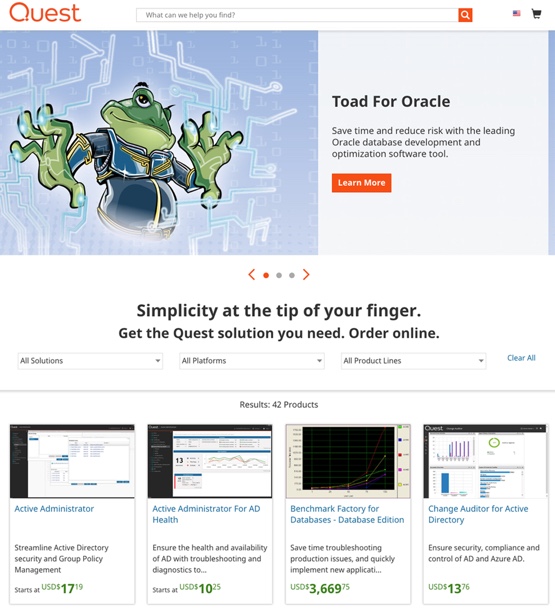 Quest
What can we help you find?
Toad For Oracle
Save time and reduce risk with the leading
Oracle database development and
optimization software tool.
Learn More
Simplicity at the tip of your finger.
Get the Quest solution you need. Order online.
All Solutions
All Platforms
All Product Lines
Clear All
Results: 42 Products
Quest
13
Active Administrator
Streamline Active Directory
security and Group Policy
Management
Starts at USD$17.19
Active Administrator For AD
Health
Ensure the health and availability
of AD with troubleshooting and
diagnostics to...
Starts at USD$10.25
Benchmark Factory for
Databases - Database Edition
Save time troubleshooting
production issues, and quickly
implement new applicati...
USD$3,669.75
Change Auditor for Active
Directory
Ensure security, compliance
and control of AD and Azure AD.
USD$13.76